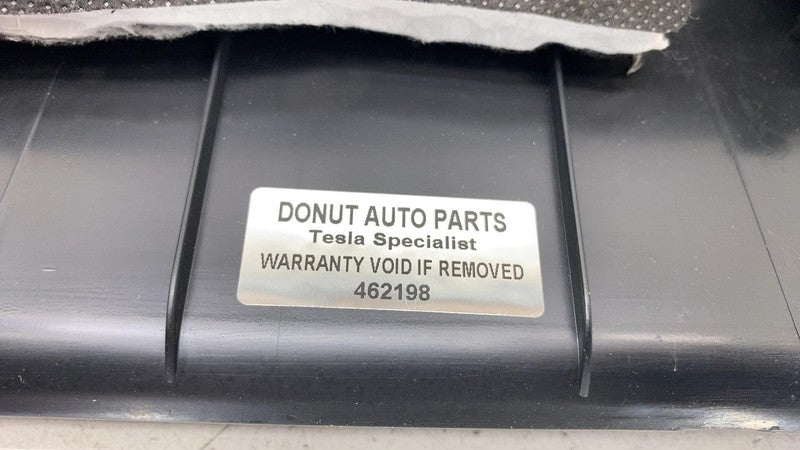 DONUT AUTO PARTS
Tesla Specialist
WARRANTY VOID IF REMOVED
462198